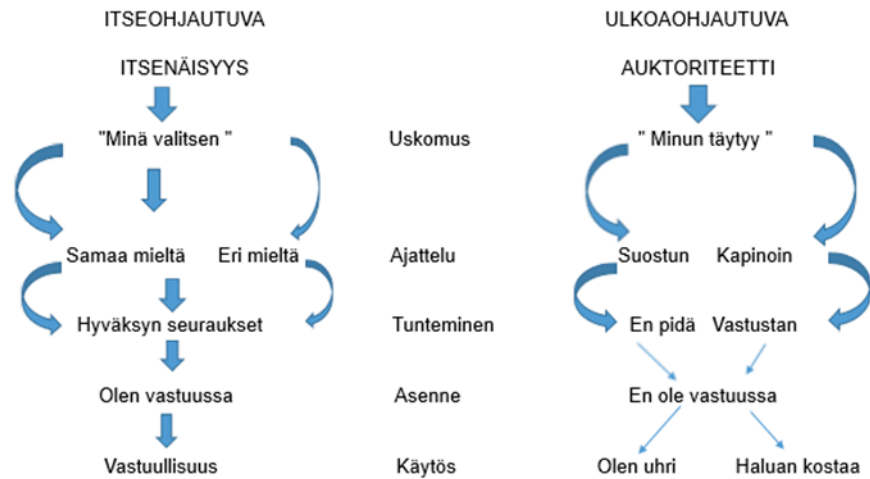 ITSEOHJAUTUVA ULKOAOHJAUTUVA
ITSENÄISYYS AUKTORITEETTI
"Minä valitsen " Uskomus " Minun täytyy "
Samaa mieltä Eri mieltä Ajattelu Suostun Kapinoin
Hyväksyn seuraukset Tunteminen En pidä Vastustan
Olen vastuussa Asenne En ole vastuussa
Vastuullisuus Käytös Olen uhri Haluan kostaa